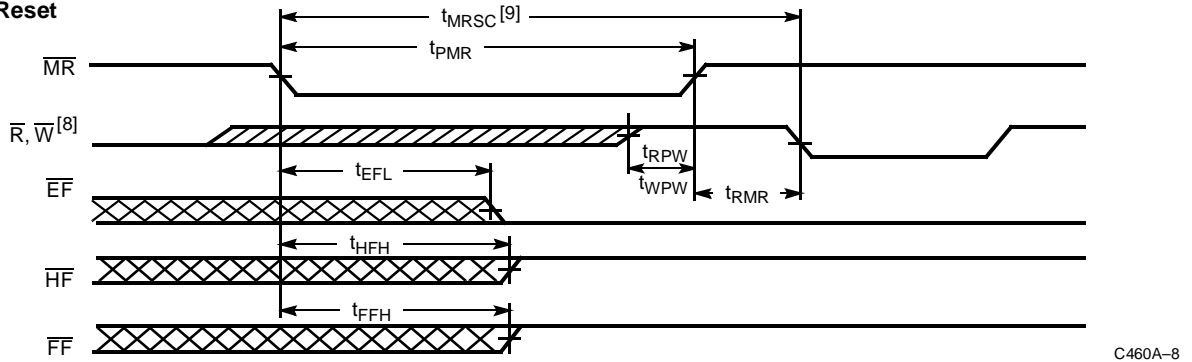 Reset
tMRSC [9]
tPMR
MR
R, W [8]
tRPW
tEFL
tWPW
tRMR
EF
tHFH
HF
tFFH
FF
C460A–8